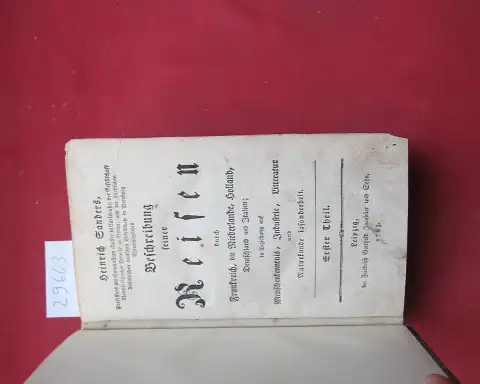 Heinrich Sanders,
Beschreibung
seiner
Reisen
durch
Frankreich, die Niederlande, Holland,
Deutschland und Italien;
in Beziehung auf
Menschenkenntnis, Industrie, Litteratur
und
Naturkunde insonderheit.
Erster Theil.
Leipzig,
bey Friedrich Gotthold Jacobäer und Sohn,
29663